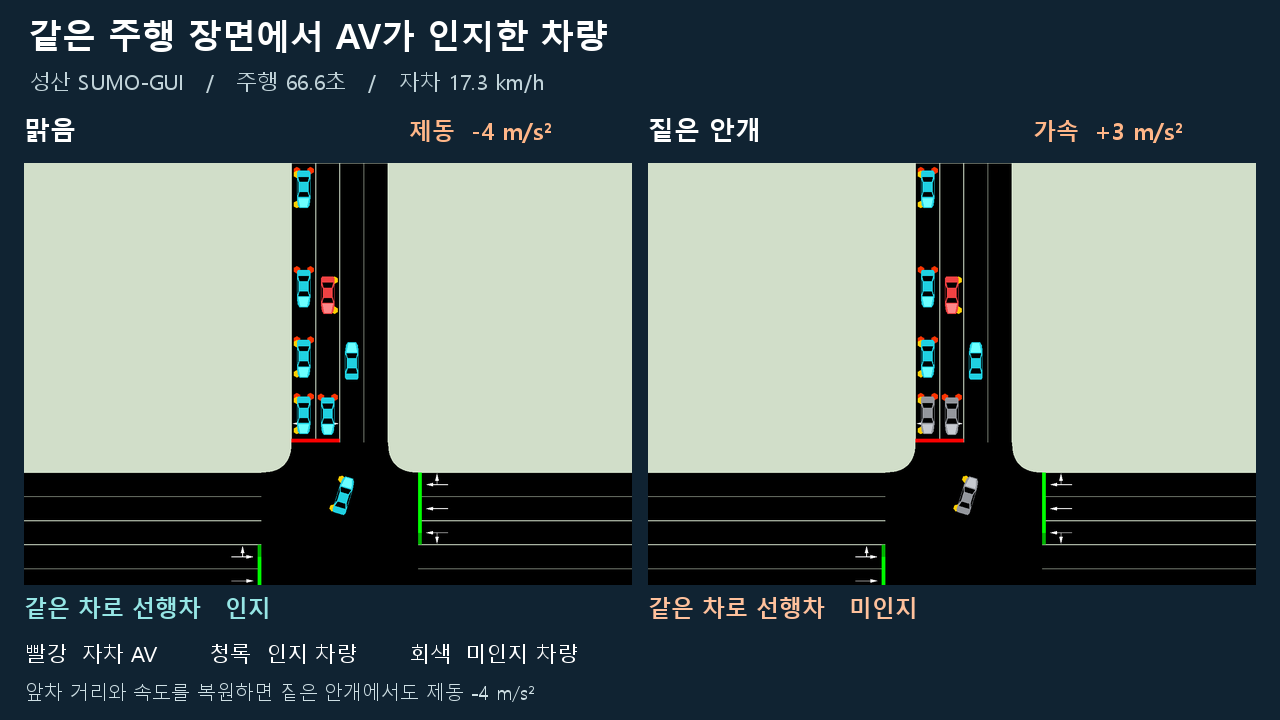 같은 주행 장면에서 AV가 인지한 차량
성산 SUMO-GUI / 주행 66.6초 / 자차 17.3 km/h
맑음 제동 -4 m/s²
짙은 안개 가속 +3 m/s²
같은 차로 선행차 인지
같은 차로 선행차 미인지
빨강 자차 AV 청록 인지 차량 회색 미인지 차량
앞차 거리와 속도를 복원하면 짙은 안개에서도 제동 -4 m/s²